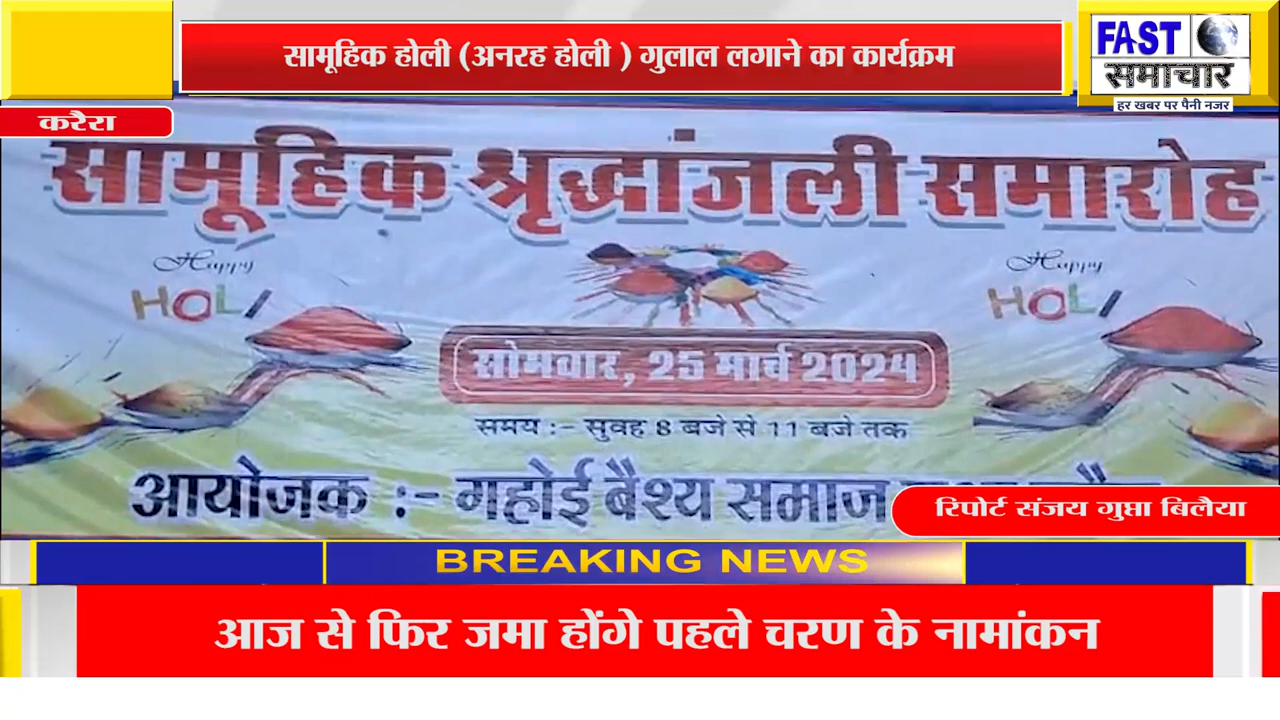 सामूहिक होली (अनरह होली ) गुलाल लगाने का कार्यक्रम
FAST
समाचार
हर खबर पर पैनी नजर
करैरा
सामूहिक श्रृद्धांजली समारोह
Happy
HOLI
Happy
HOLI
सोमवार, 25 मार्च 2024
समय :- सुवह 8 बजे से 11 बजे तक
आयोजक :- गहोई बैश्य समाज
रिपोर्ट संजय गुप्ता बिलैया
BREAKING NEWS
आज से फिर जमा होंगे पहले चरण के नामांकन